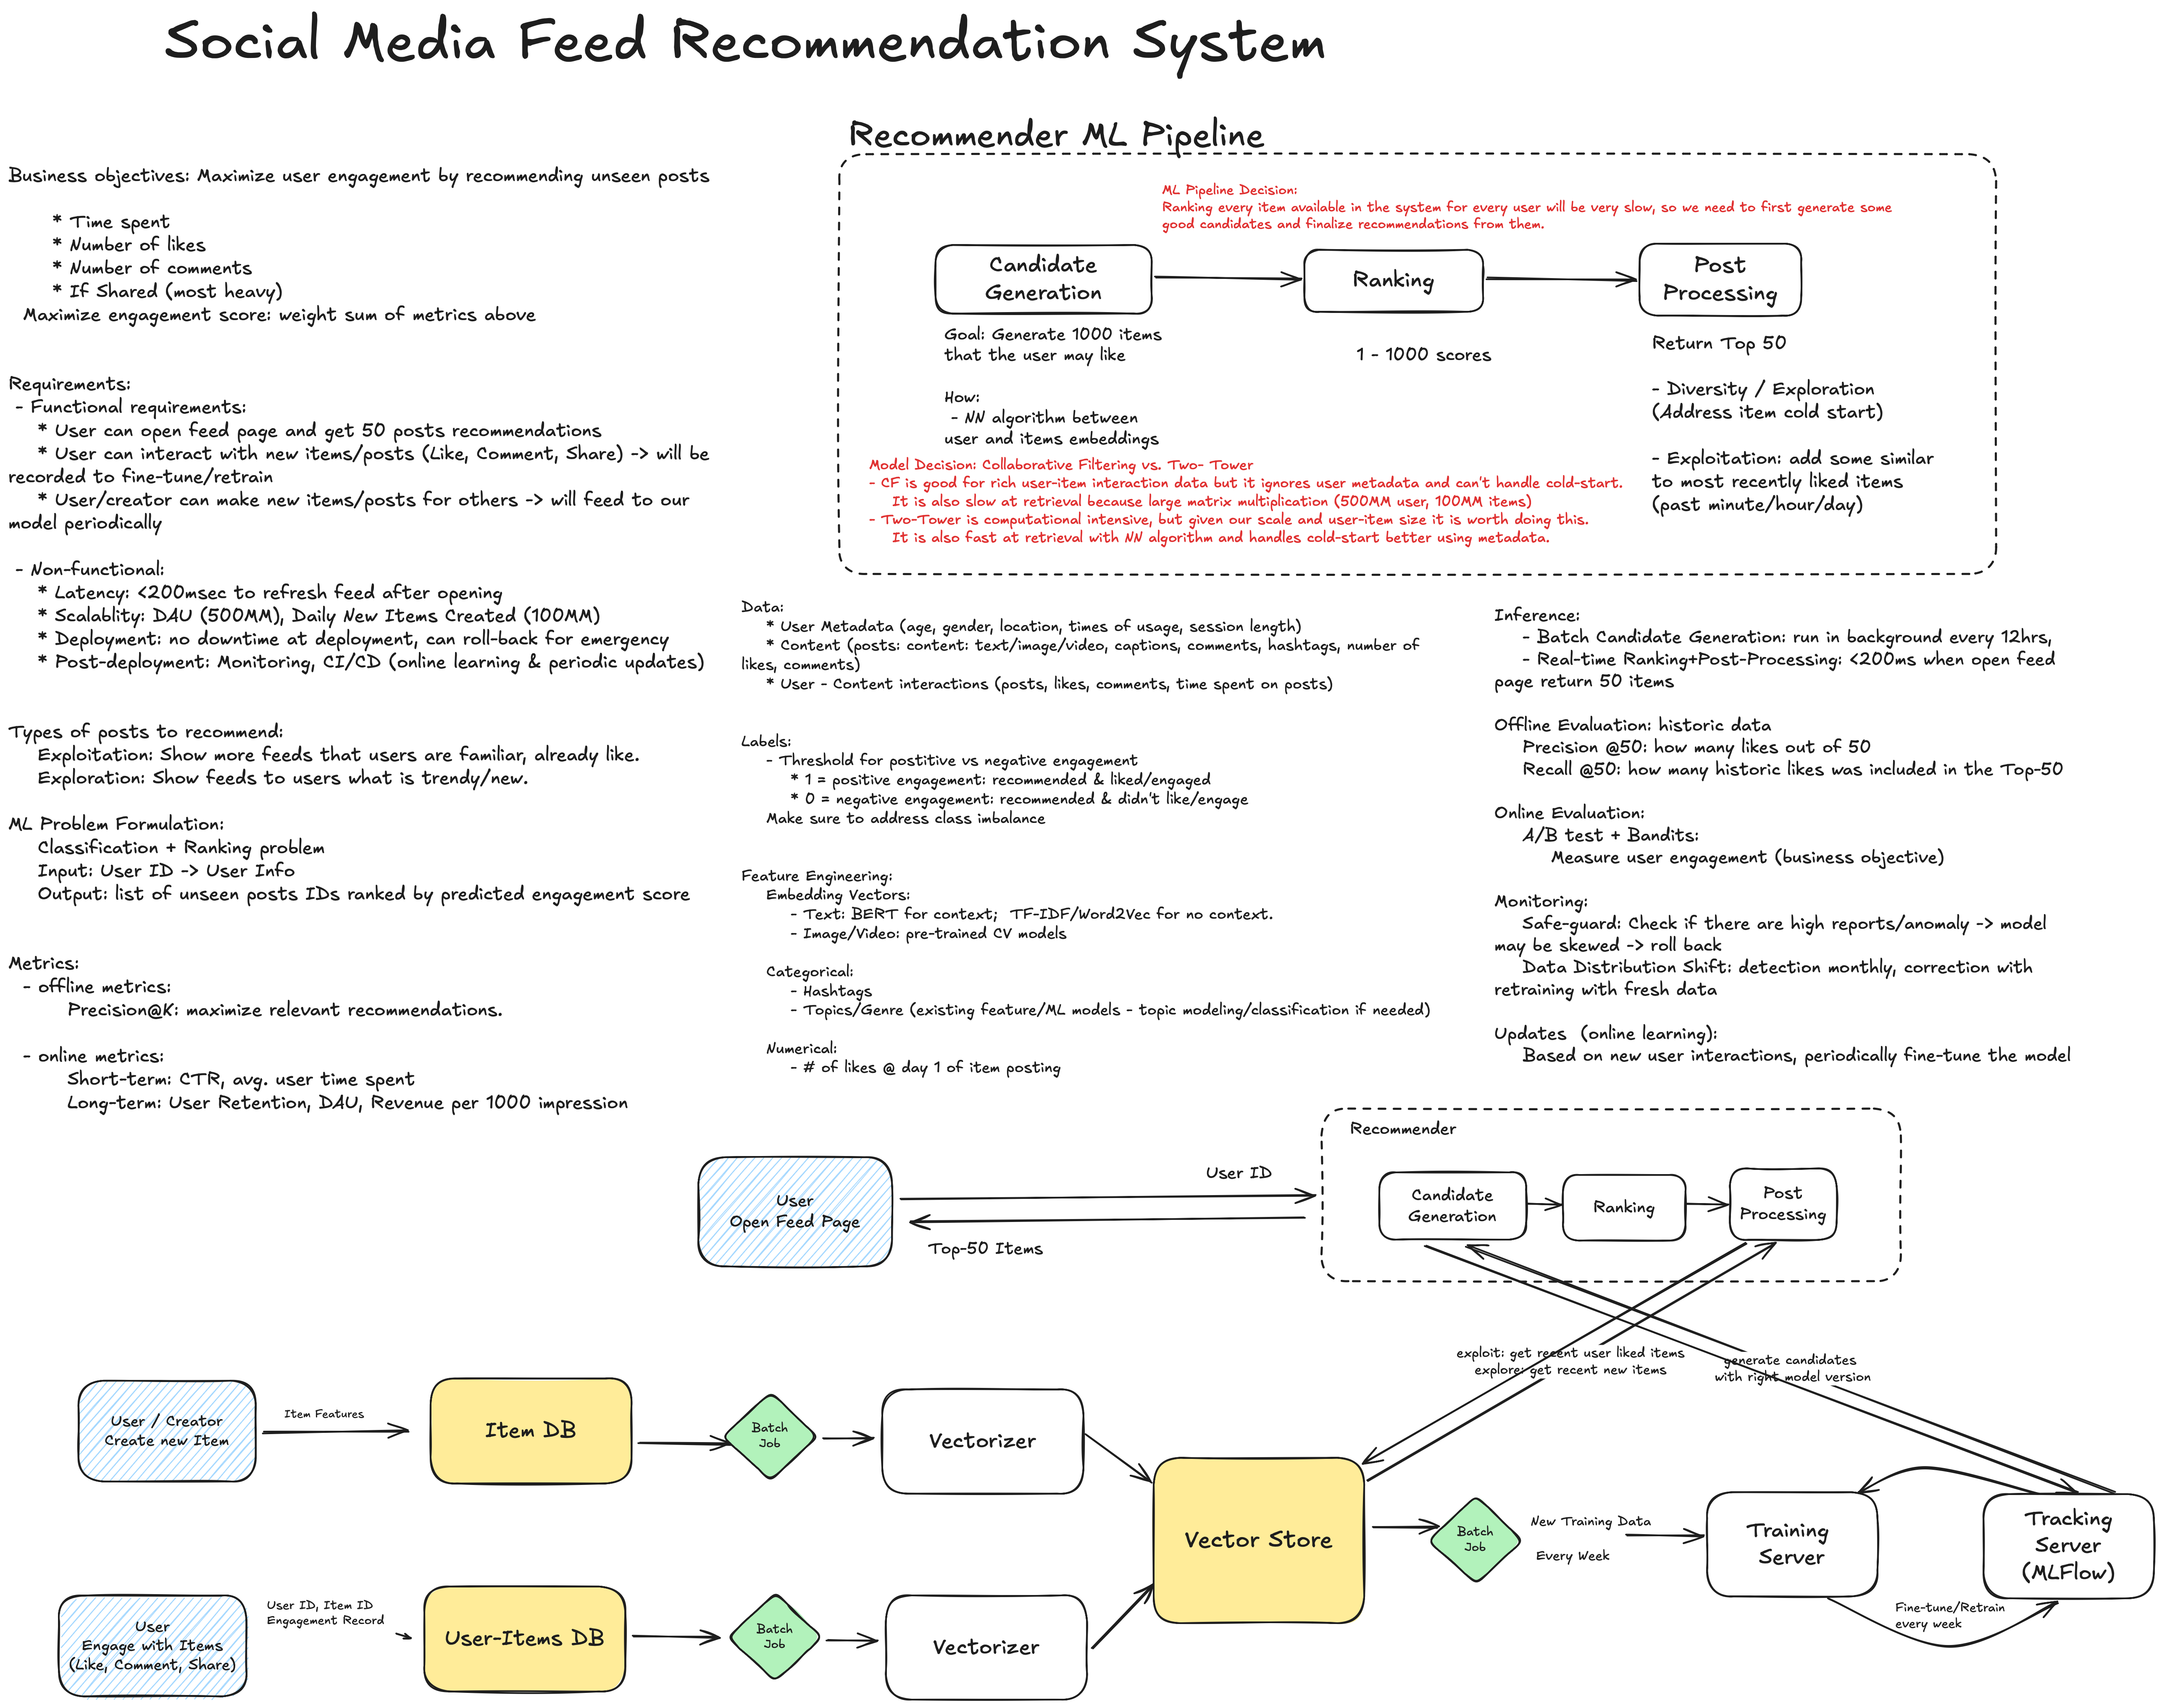 Social Media Feed Recommendation System
Business objectives: Maximize user engagement by recommending unseen posts
* Time spent
* Number of likes
* Number of comments
* If Shared (most heavy)
Maximize engagement score: weight sum of metrics above
Requirements:
- Functional requirements:
* User can open feed page and get 50 posts recommendations
* User can interact with new items/posts (Like, Comment, Share) -> will be
recorded to fine-tune/retrain
* User/creator can make new items/posts for others -> will feed to our
model periodically
- Non-functional:
* Latency: <200msec to refresh feed after opening
* Scalablity: DAU (500MM), Daily New Items Created (100MM)
* Deployment: no downtime at deployment, can roll-back for emergency
* Post-deployment: Monitoring, CI/CD (online learning & periodic updates)
Types of posts to recommend:
Exploitation: Show more feeds that users are familiar, already like.
Exploration: Show feeds to users what is trendy/new.
ML Problem Formulation:
Classification + Ranking problem
Input: User ID -> User Info
Output: list of unseen posts IDs ranked by predicted engagement score
Metrics:
- offline metrics:
Precision@K: maximize relevant recommendations.
- online metrics:
Short-term: CTR, avg. user time spent
Long-term: User Retention, DAU, Revenue per 1000 impression
Recommender ML Pipeline
ML Pipeline Decision:
Ranking every item available in the system for every user will be very slow, so we need to first generate some
good candidates and finalize recommendations from them.
Candidate
Generation
Ranking
Post
Processing
Goal: Generate 1000 items
that the user may like
How:
- NN algorithm between
user and items embeddings
1 - 1000 scores
Return Top 50
- Diversity / Exploration
(Address item cold start)
- Exploitation: add some similar
to most recently liked items
(past minute/hour/day)
Model Decision: Collaborative Filtering vs. Two- Tower
- CF is good for rich user-item interaction data but it ignores user metadata and can't handle cold-start.
It is also slow at retrieval because large matrix multiplication (500MM user, 100MM items)
- Two-Tower is computational intensive, but given our scale and user-item size it is worth doing this.
It is also fast at retrieval with NN algorithm and handles cold-start better using metadata.
Data:
* User Metadata (age, gender, location, times of usage, session length)
* Content (posts: content: text/image/video, captions, comments, hashtags, number of
likes, comments)
* User - Content interactions (posts, likes, comments, time spent on posts)
Labels:
- Threshold for postitive vs negative engagement
* 1 = positive engagement: recommended & liked/engaged
* 0 = negative engagement: recommended & didn't like/engage
Make sure to address class imbalance
Feature Engineering:
Embedding Vectors:
- Text: BERT for context; TF-IDF/Word2Vec for no context.
- Image/Video: pre-trained CV models
Categorical:
- Hashtags
- Topics/Genre (existing feature/ML models - topic modeling/classification if needed)
Numerical:
- # of likes @ day 1 of item posting
Inference:
- Batch Candidate Generation: run in background every 12hrs,
- Real-time Ranking+Post-Processing: <200ms when open feed
page return 50 items
Offline Evaluation: historic data
Precision @50: how many likes out of 50
Recall @50: how many historic likes was included in the Top-50
Online Evaluation:
A/B test + Bandits:
Measure user engagement (business objective)
Monitoring:
Safe-guard: Check if there are high reports/anomaly -> model
may be skewed -> roll back
Data Distribution Shift: detection monthly, correction with
retraining with fresh data
Updates (online learning):
Based on new user interactions, periodically fine-tune the model
User
Open Feed Page
User ID
Top-50 Items
Recommender
Candidate
Generation
Ranking
Post
Processing
exploit: get recent user liked items
explore: get recent new items
generate candidates
with right model version
User / Creator
Create new Item
Item Features
Item DB
Batch
Job
Vectorizer
Vector Store
Batch
Job
New Training Data
Every Week
Training
Server
Tracking
Server
(MLFlow)
Fine-tune/Retrain
every week
User
Engage with Items
(Like, Comment, Share)
User ID, Item ID
Engagement Record
User-Items DB
Batch
Job
Vectorizer